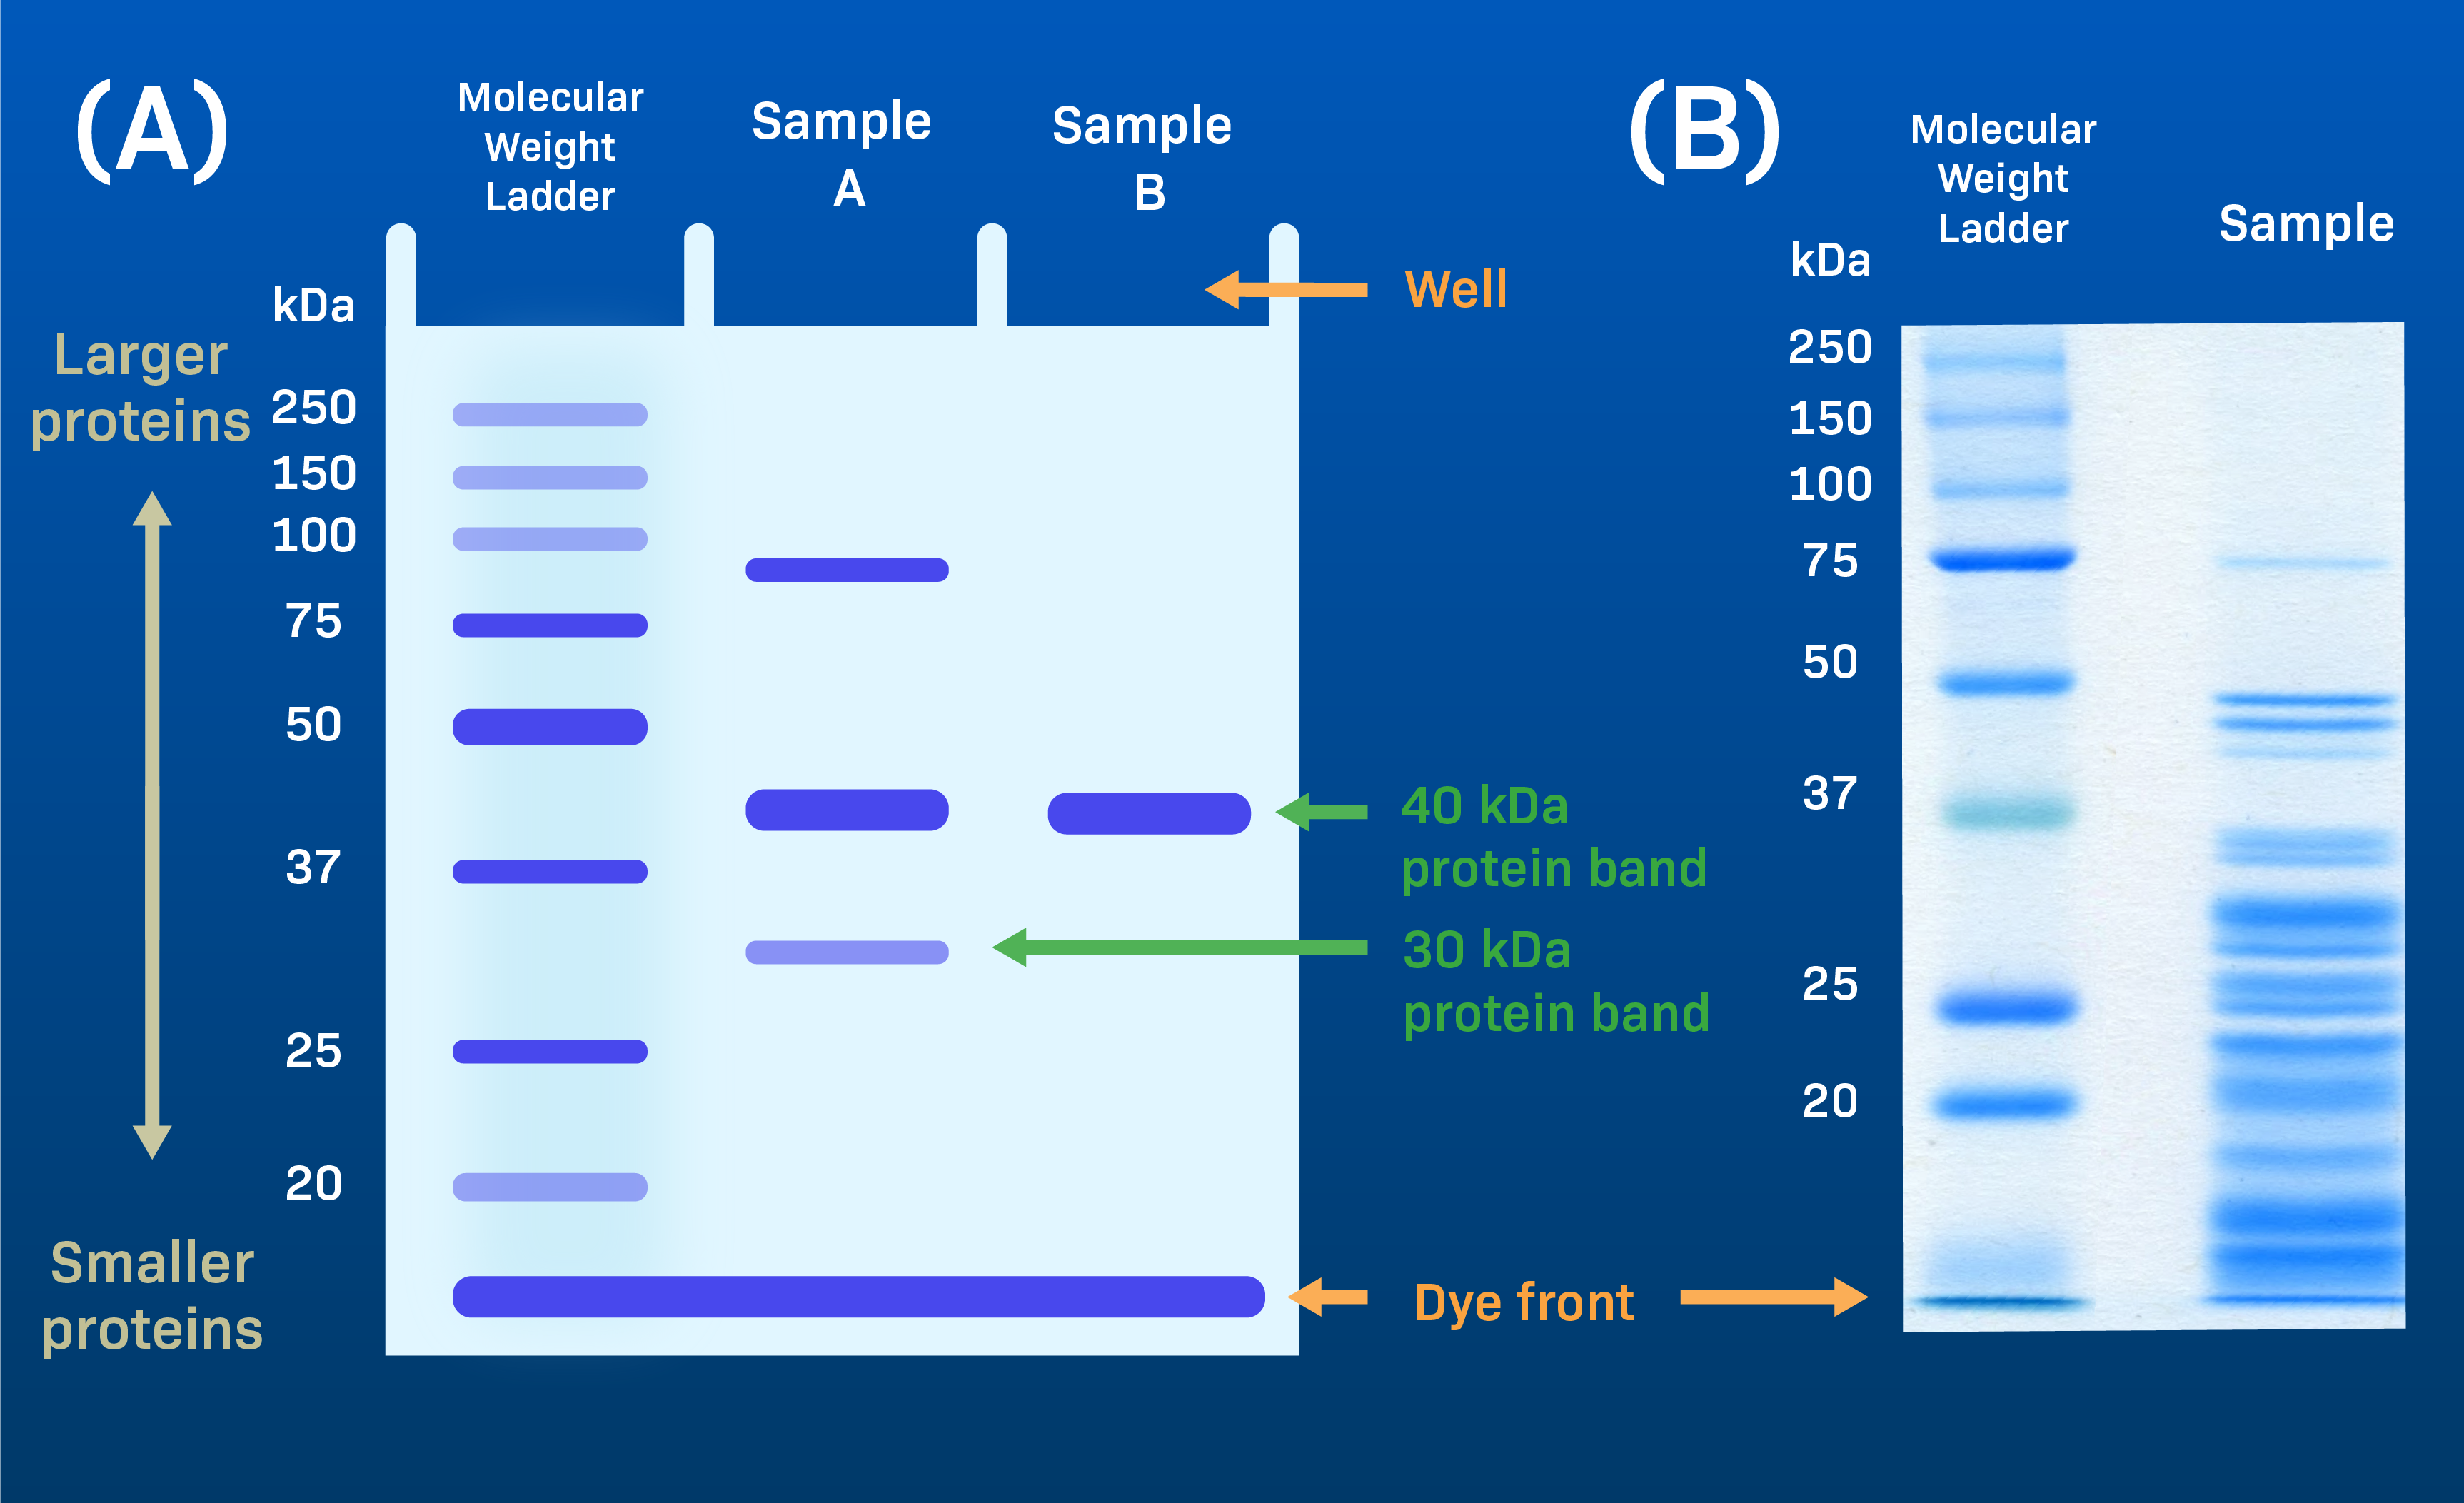 (A)
Molecular
Weight
Ladder
Sample
A
Sample
B
kDa
Larger
proteins
250
150
100
75
50
37
25
20
Smaller
proteins
Well
40 kDa
protein band
30 kDa
protein band
Dye front
(B)
Molecular
Weight
Ladder
Sample
kDa
250
150
100
75
50
37
25
20